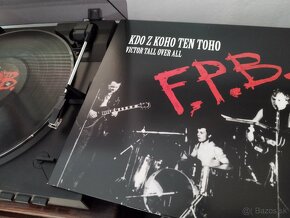 KDO Z KOHO TEN TOHO
VICTOR TALL OVER ALL
F.P.B.
Bazos.sk